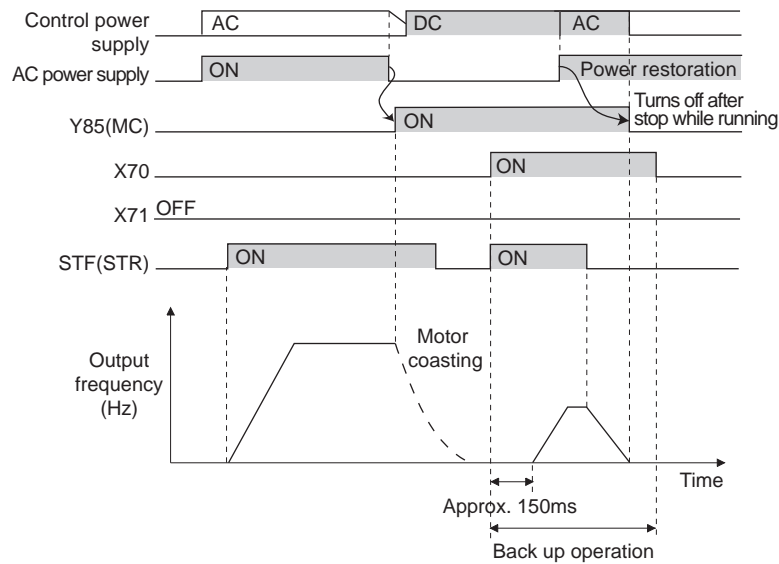 Control power
supply
AC
DC
AC
AC power supply
ON
Power restoration
Turns off after
stop while running
Y85(MC)
ON
X70
ON
X71
OFF
STF(STR)
ON
ON
Output
frequency
(Hz)
Motor
coasting
Time
Approx. 150ms
Back up operation